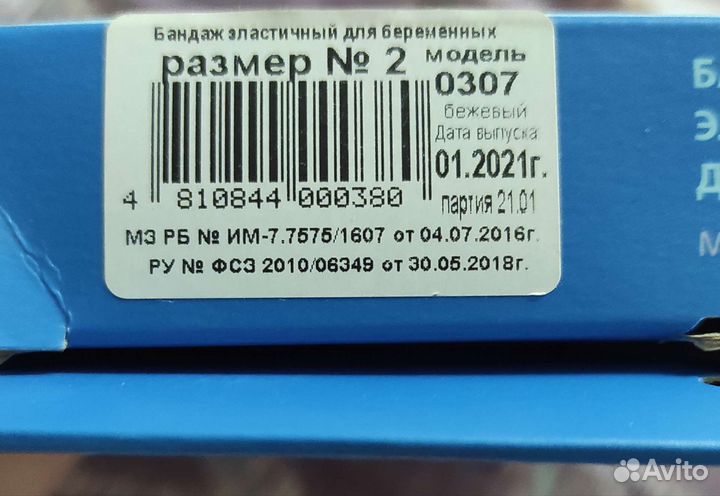 Бандаж эластичный для беременных
размер № 2
модель
0307
бежевый
Дата выпуска
01.2021г.
партия 21.01
4 810844 000380
МЗ РБ № ИМ-7.7575/1607 от 04.07.2016г.
РУ № ФСЗ 2010/06349 от 30.05.2018г.
Avito